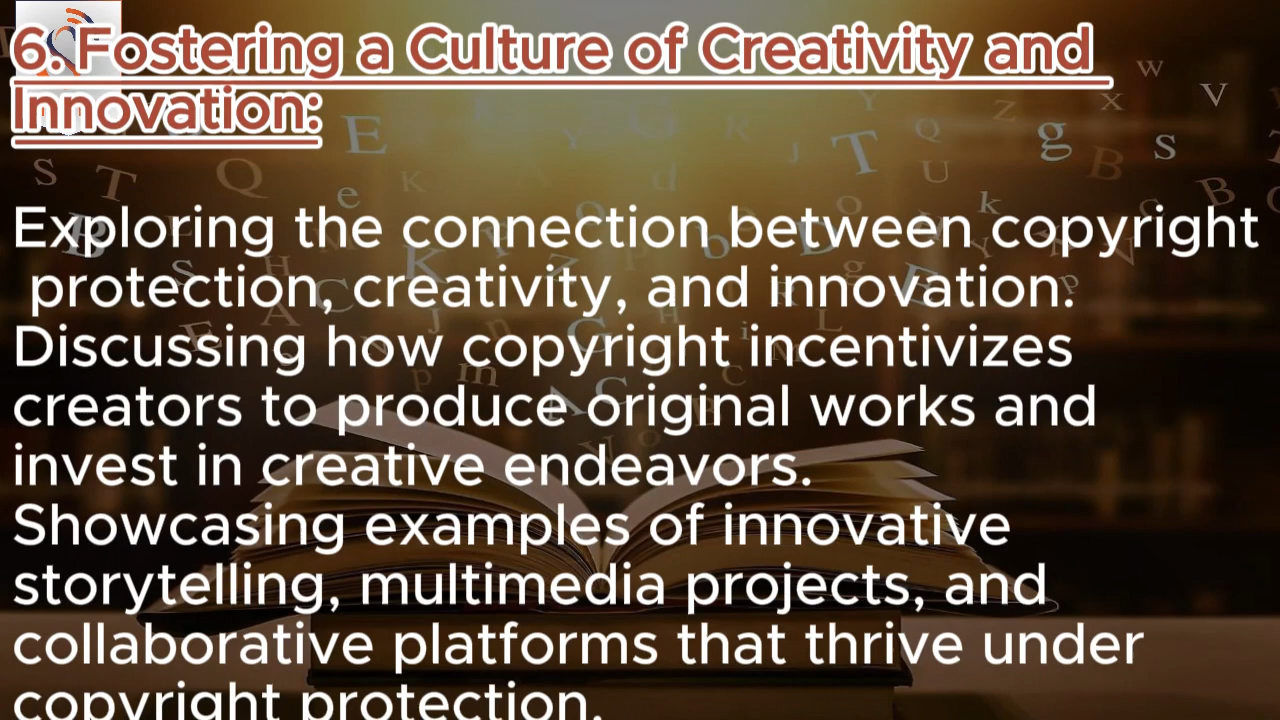 6. Fostering a Culture of Creativity and
Innovation:
Exploring the connection between copyright
protection, creativity, and innovation.
Discussing how copyright incentivizes
creators to produce original works and
invest in creative endeavors.
Showcasing examples of innovative
storytelling, multimedia projects, and
collaborative platforms that thrive under
copyright protection.